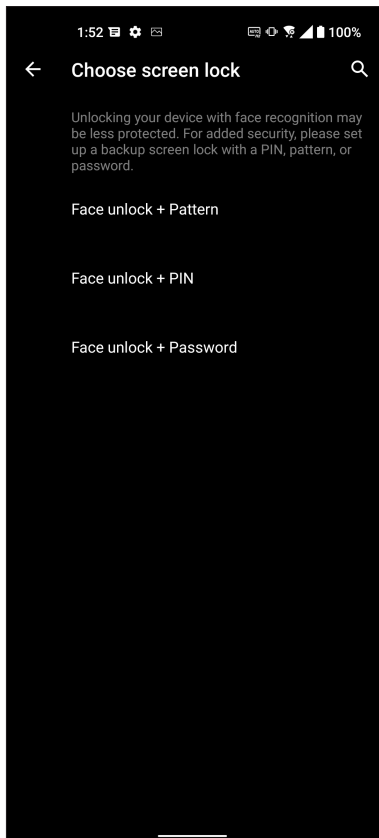 1:52 100%
Choose screen lock
Unlocking your device with face recognition may
be less protected. For added security, please set
up a backup screen lock with a PIN, pattern, or
password.
Face unlock + Pattern
Face unlock + PIN
Face unlock + Password